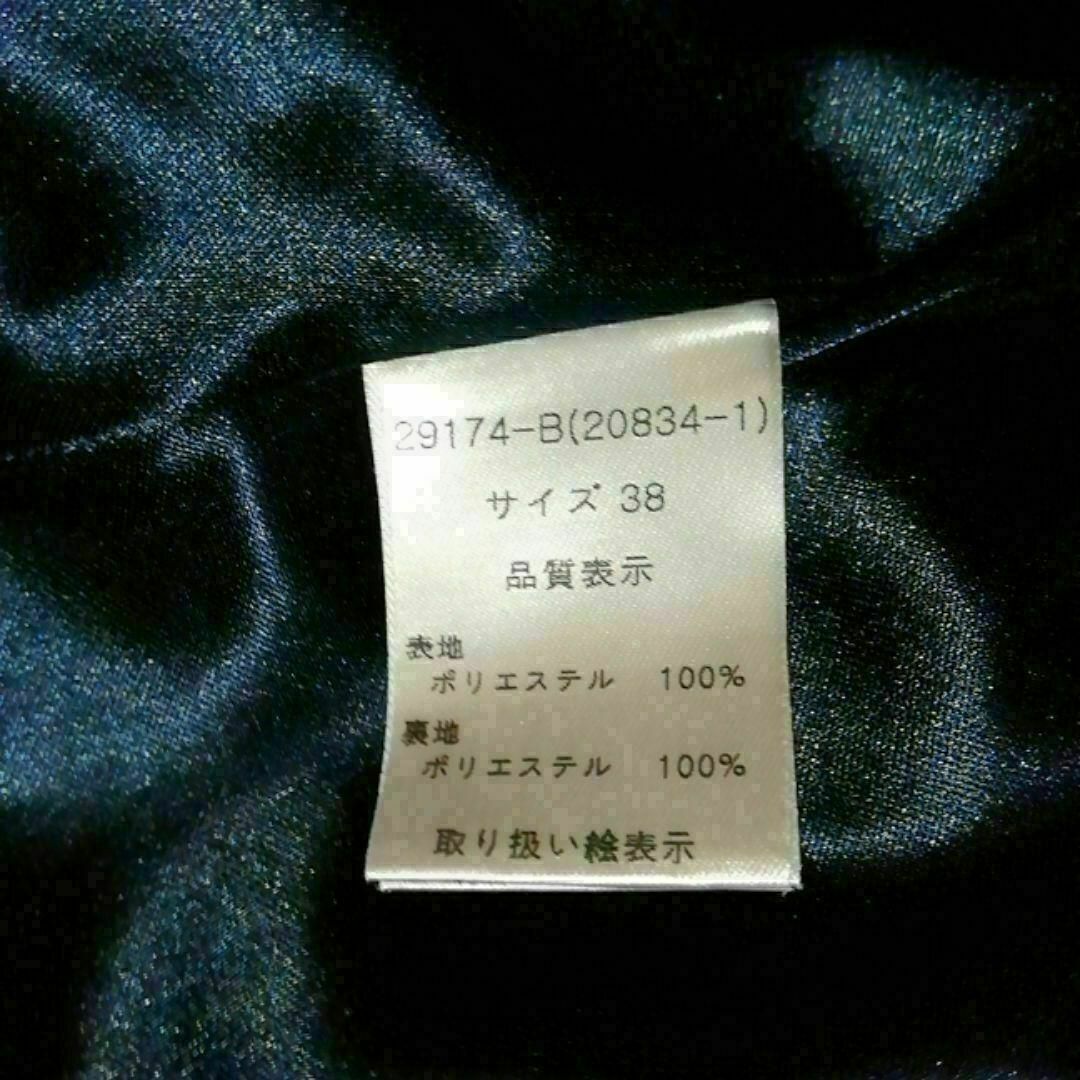 29174-B(20834-1)
サイズ 38
品質表示
表地
ポリエステル 100%
裏地
ポリエステル 100%
取り扱い絵表示